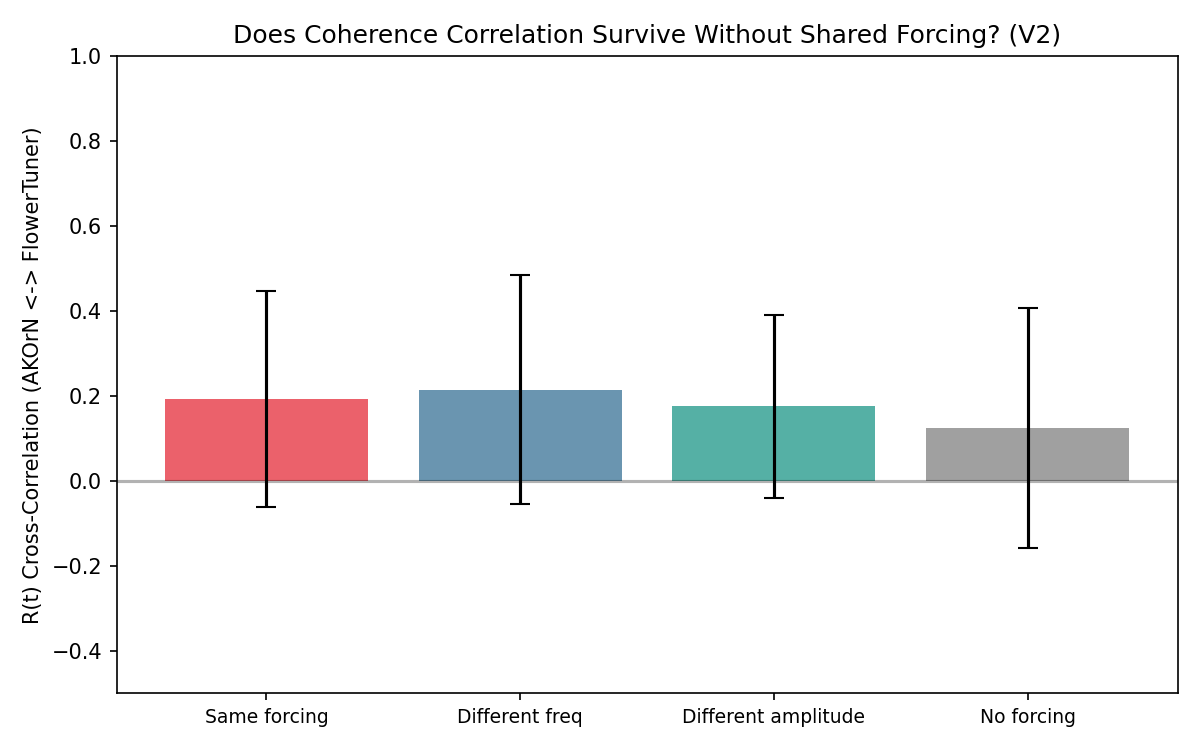 Does Coherence Correlation Survive Without Shared Forcing? (V2)
R(t) Cross-Correlation (AKOrN <-> FlowerTuner)
1.0
0.8
0.6
0.4
0.2
0.0
−0.2
−0.4
Same forcing
Different freq
Different amplitude
No forcing